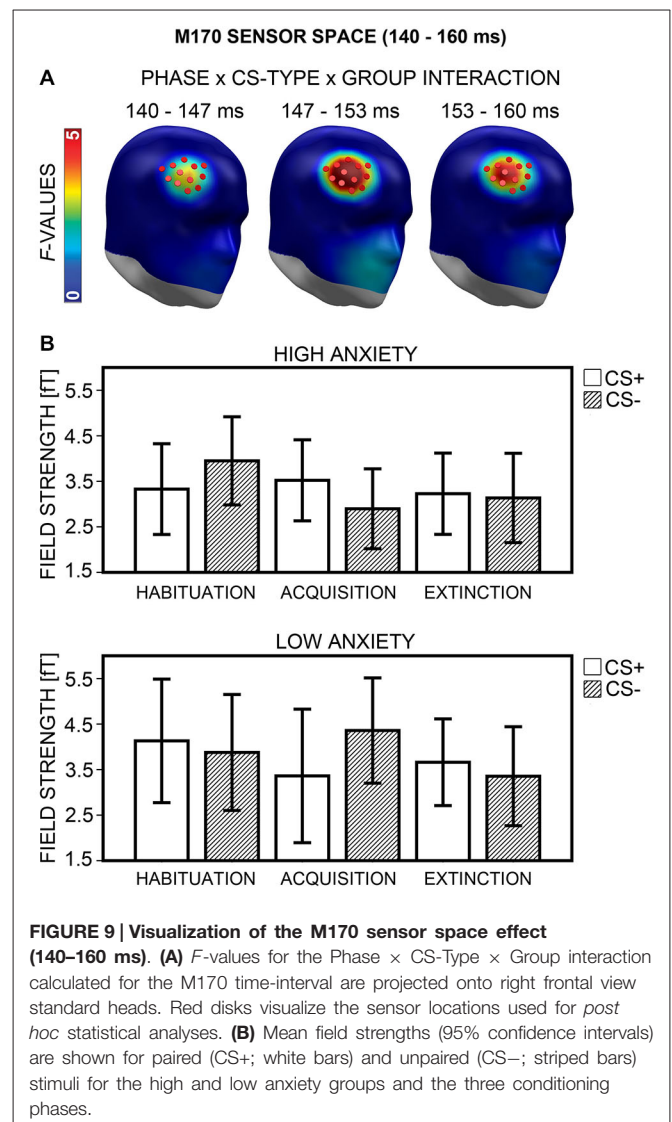 M170 SENSOR SPACE (140 - 160 ms)
A
PHASE x CS-TYPE x GROUP INTERACTION
140 - 147 ms 147 - 153 ms 153 - 160 ms
F-VALUES
5
0
B
HIGH ANXIETY
FIELD STRENGTH [fT]
5.5
4.5
3.5
2.5
1.5
CS+
CS-
HABITUATION ACQUISITION EXTINCTION
LOW ANXIETY
FIELD STRENGTH [fT]
5.5
4.5
3.5
2.5
1.5
CS+
CS-
HABITUATION ACQUISITION EXTINCTION
FIGURE 9 | Visualization of the M170 sensor space effect
(140–160 ms). (A) F-values for the Phase × CS-Type × Group interaction
calculated for the M170 time-interval are projected onto right frontal view
standard heads. Red disks visualize the sensor locations used for post
hoc statistical analyses. (B) Mean field strengths (95% confidence intervals)
are shown for paired (CS+; white bars) and unpaired (CS−; striped bars)
stimuli for the high and low anxiety groups and the three conditioning
phases.